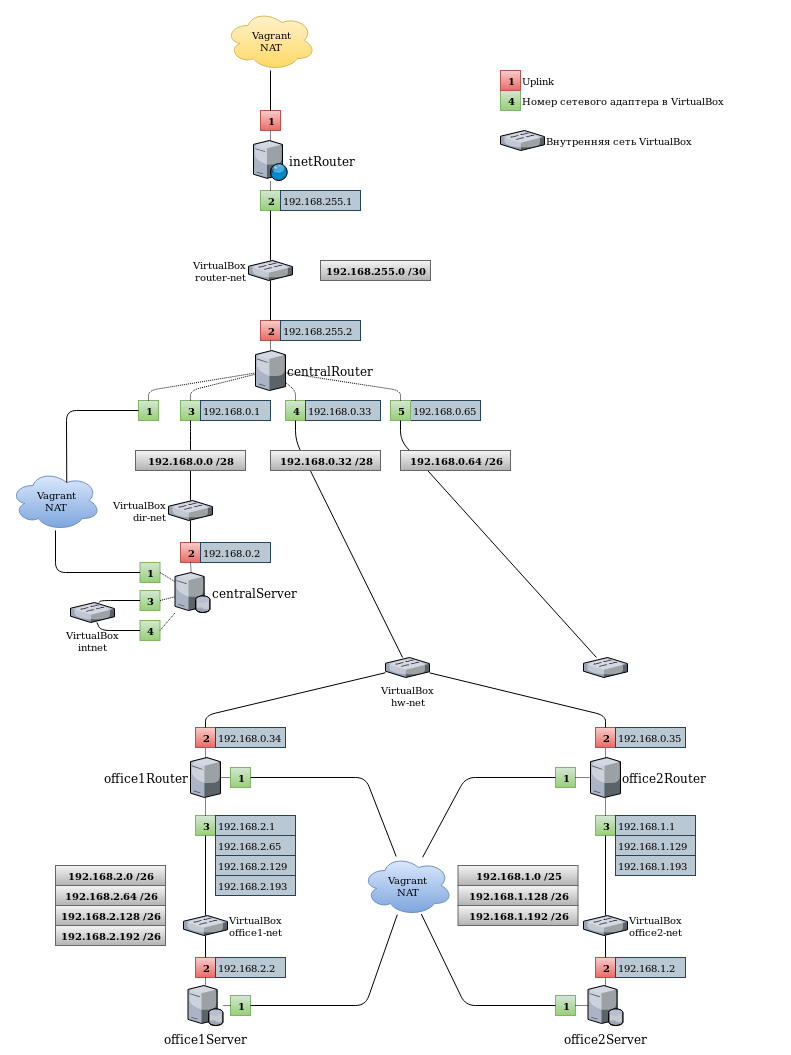 Vagrant
NAT
1 Uplink
4 Номер сетевого адаптера в VirtualBox
Внутренняя сеть VirtualBox
1
inetRouter
2 192.168.255.1
VirtualBox
router-net
192.168.255.0 /30
2 192.168.255.2
centralRouter
1
3 192.168.0.1
4 192.168.0.33
5 192.168.0.65
192.168.0.0 /28
192.168.0.32 /28
192.168.0.64 /26
Vagrant
NAT
VirtualBox
dir-net
2 192.168.0.2
1
3
4
centralServer
VirtualBox
intnet
VirtualBox
hw-net
2 192.168.0.34
2 192.168.0.35
office1Router
1
1
office2Router
3 192.168.2.1
192.168.2.65
192.168.2.129
192.168.2.193
3 192.168.1.1
192.168.1.129
192.168.1.193
192.168.2.0 /26
192.168.2.64 /26
192.168.2.128 /26
192.168.2.192 /26
Vagrant
NAT
192.168.1.0 /25
192.168.1.128 /26
192.168.1.192 /26
VirtualBox
office1-net
VirtualBox
office2-net
2 192.168.2.2
2 192.168.1.2
1
1
office1Server
office2Server